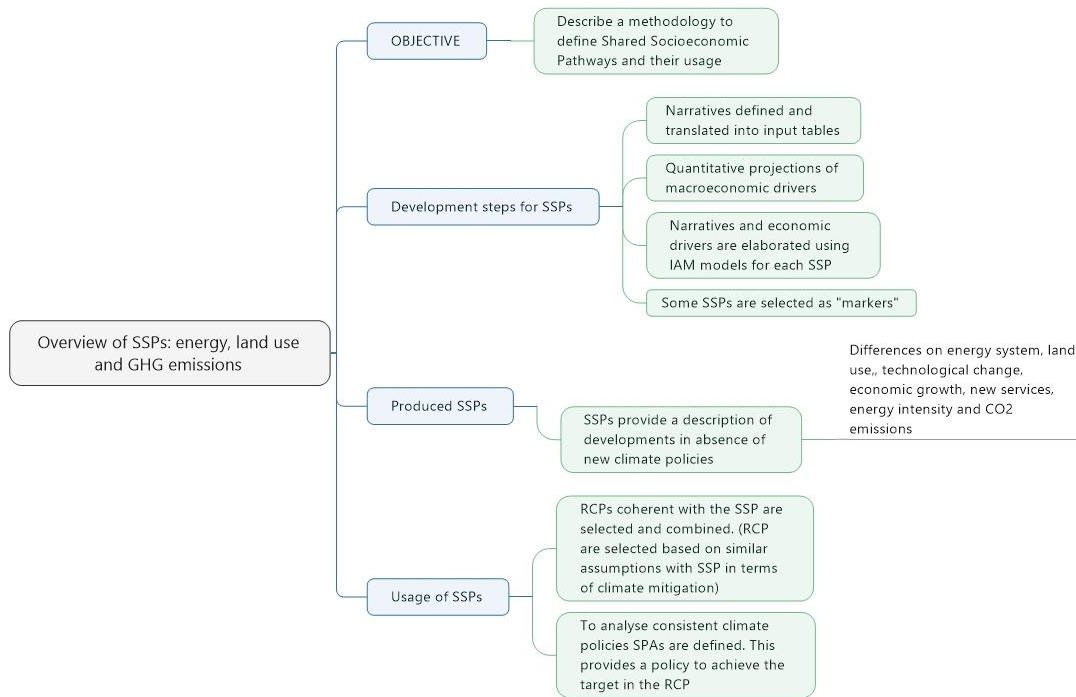 Overview of SSPs: energy, land use
and GHG emissions
OBJECTIVE
Describe a methodology to
define Shared Socioeconomic
Pathways and their usage
Development steps for SSPs
Narratives defined and
translated into input tables
Quantitative projections of
macroeconomic drivers
Narratives and economic
drivers are elaborated using
IAM models for each SSP
Some SSPs are selected as "markers"
Produced SSPs
SSPs provide a description of
developments in absence of
new climate policies
Differences on energy system, land
use,, technological change,
economic growth, new services,
energy intensity and CO2
emissions
Usage of SSPs
RCPs coherent with the SSP are
selected and combined. (RCP
are selected based on similar
assumptions with SSP in terms
of climate mitigation)
To analyse consistent climate
policies SPAs are defined. This
provides a policy to achieve the
target in the RCP